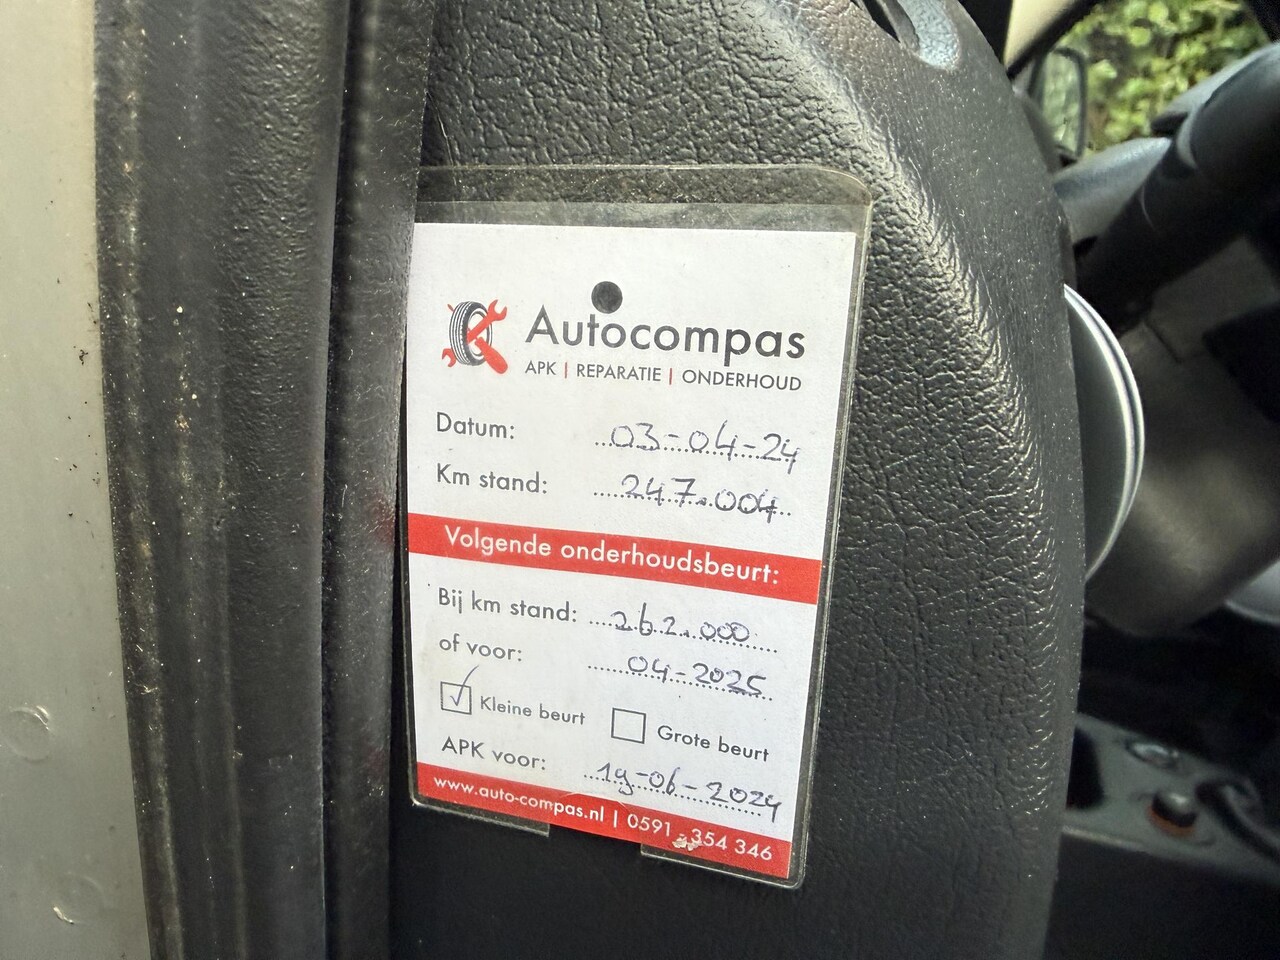 Autocompas
APK | REPARATIE | ONDERHOUD
Datum: 03-04-24
Km stand: 247.004
Volgende onderhoudsbeurt:
Bij km stand: 262.000
of voor: 04-2025
Kleine beurt Grote beurt
APK voor: 19-06-2024
www.auto-compas.nl | 0591 - 354 346